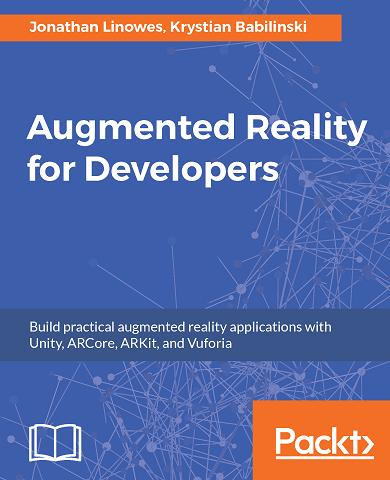 Jonathan Linowes, Krystian Babilinski
Augmented Reality
for Developers
Build practical augmented reality applications with
Unity, ARCore, ARKit, and Vuforia
Packt>